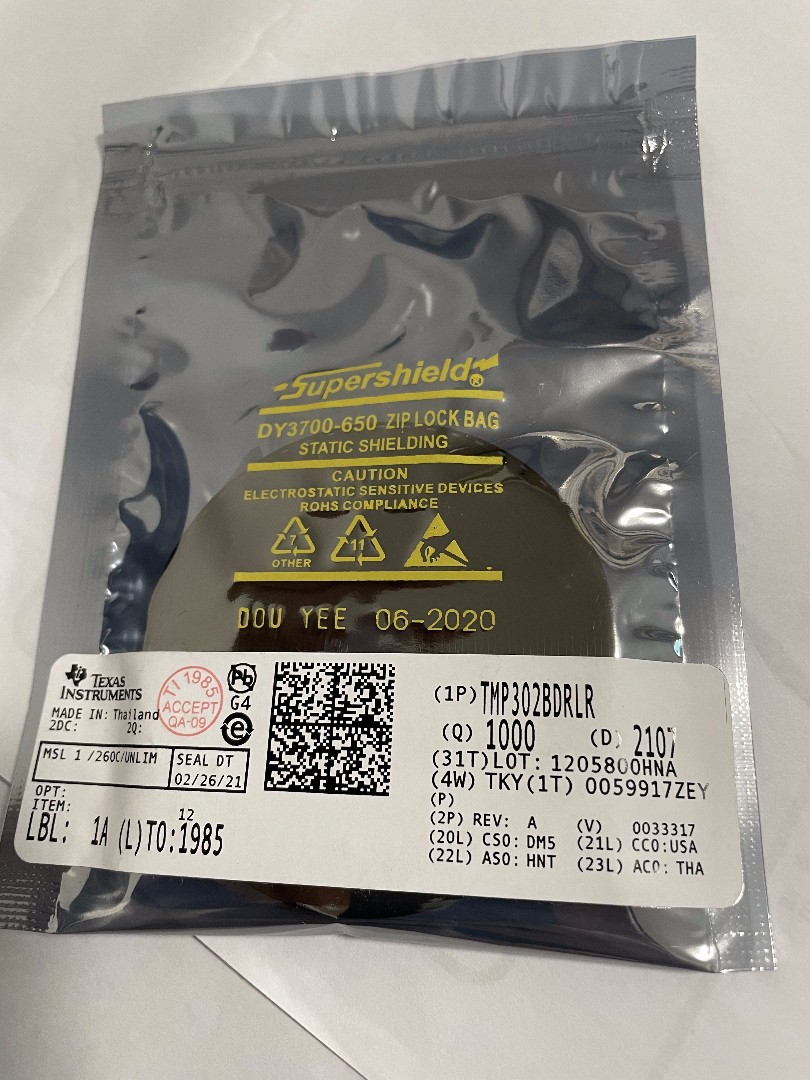 Supershield®
DY3700-650 ZIP LOCK BAG
STATIC SHIELDING
CAUTION
ELECTROSTATIC SENSITIVE DEVICES
ROHS COMPLIANCE
7
OTHER
11
DOU YEE 06-2020
TEXAS
INSTRUMENTS
TI 1985
ACCEPT
QA-09
Pb
G4
e
MADE IN: Thailand
2DC: 2Q:
MSL 1 /260C/UNLIM
SEAL DT
02/26/21
OPT:
ITEM:
12
LBL: 1A (L)TO:1985
(1P) TMP302BDRLR
(Q) 1000 (D) 2107
(31T)LOT: 1205800HNA
(4W) TKY(1T) 0059917ZEY
(P)
(2P) REV: A (V) 0033317
(20L) CSO: DM5 (21L) CCO:USA
(22L) ASO: HNT (23L) ACO: THA